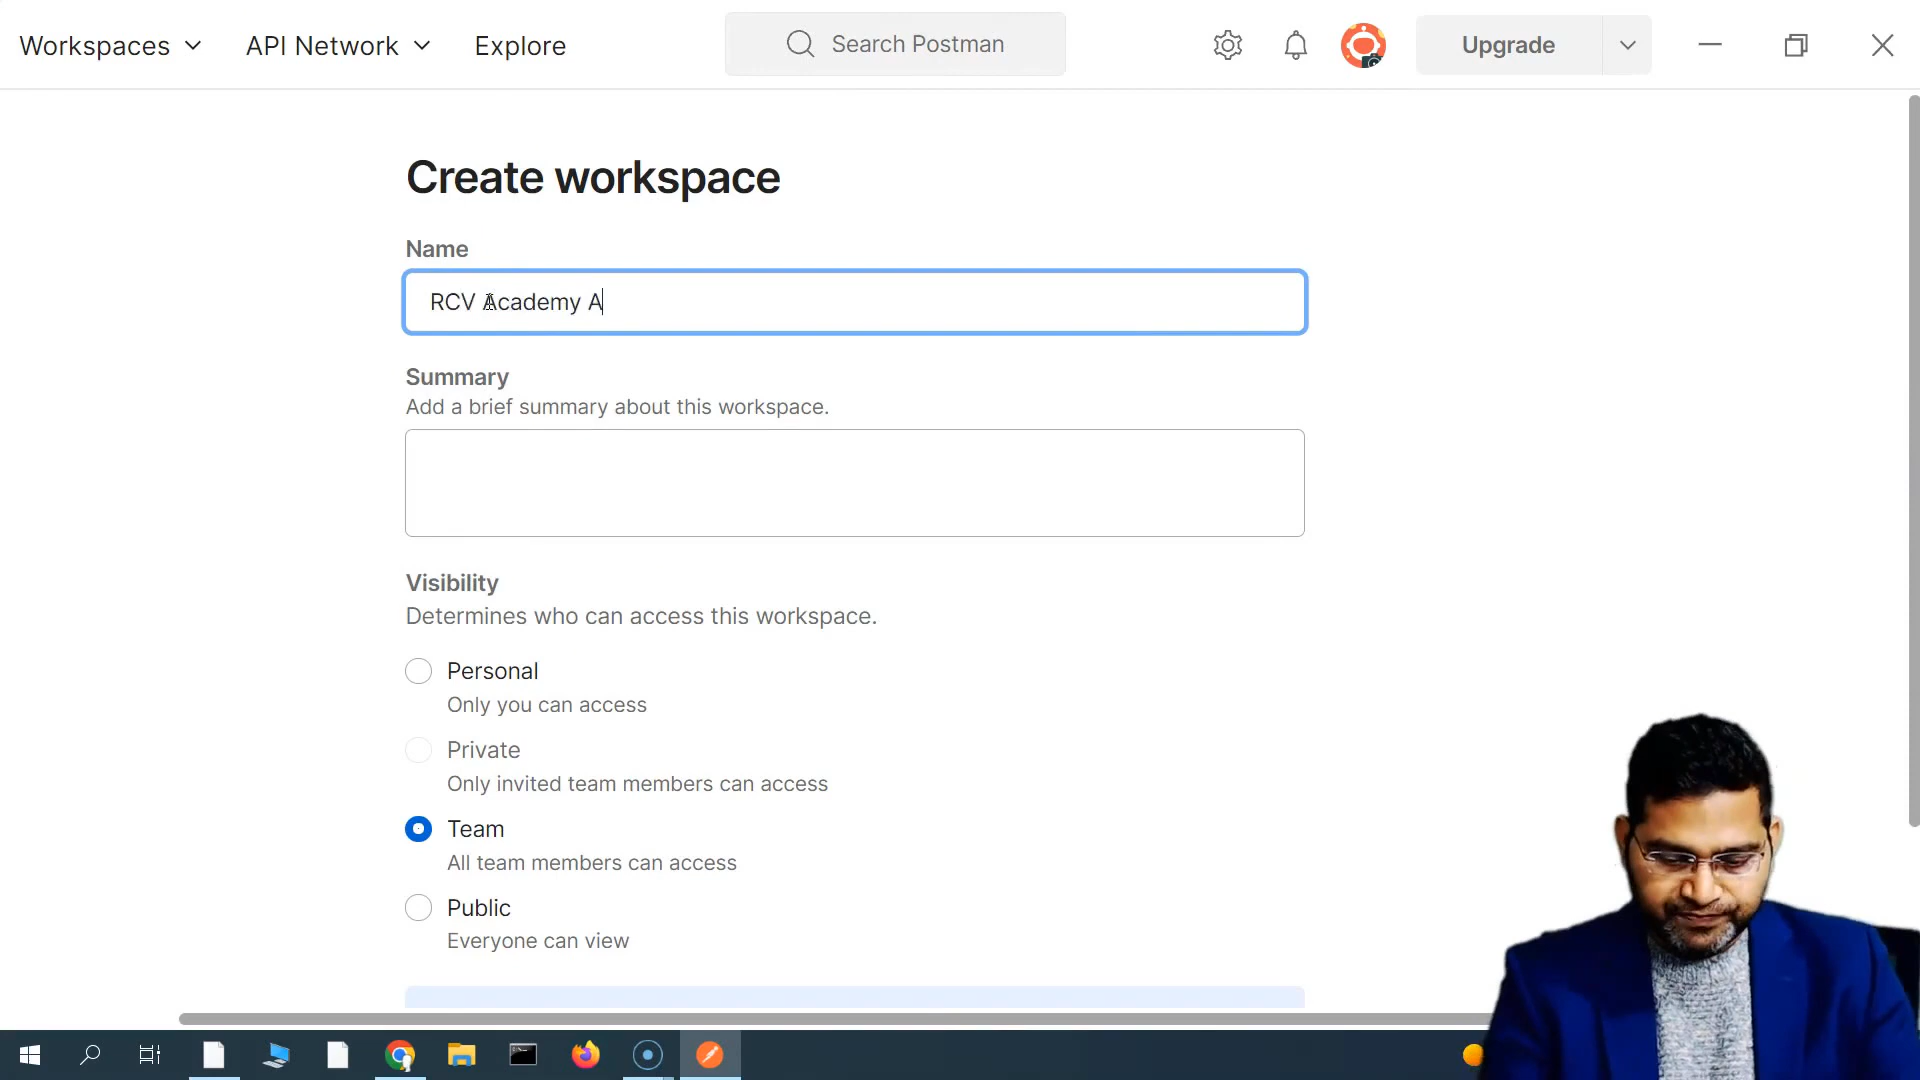 Workspaces API Network Explore Search Postman Upgrade
Create workspace
Name
RCV Academy A
Summary
Add a brief summary about this workspace.
Visibility
Determines who can access this workspace.
Personal
Only you can access
Private
Only invited team members can access
Team
All team members can access
Public
Everyone can view